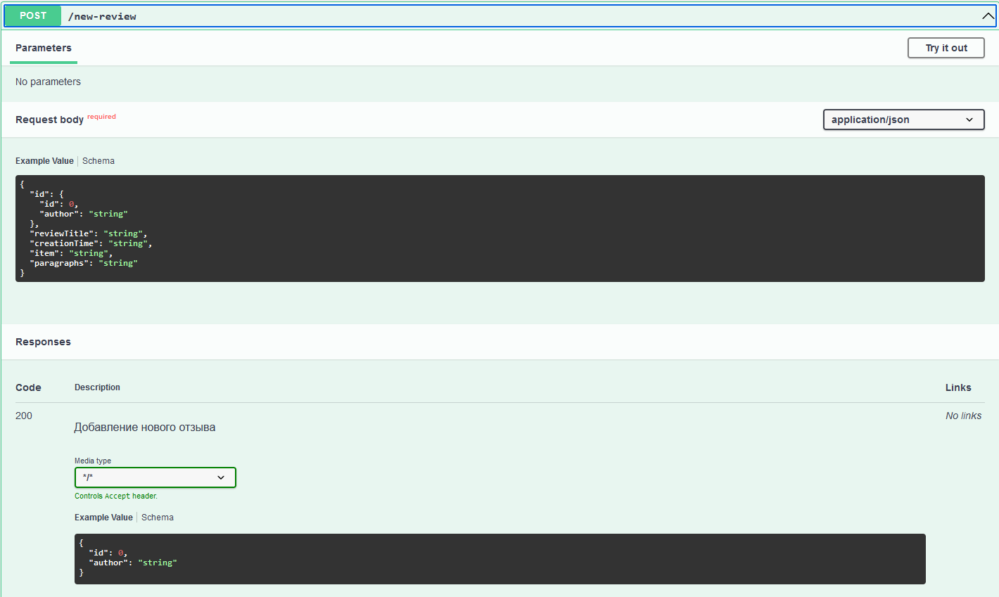 POST /new-review
Parameters
Try it out
No parameters
Request body required
application/json
Example Value Schema
{
  "id": {
    "id": 0,
    "author": "string"
  },
  "reviewTitle": "string",
  "creationTime": "string",
  "item": "string",
  "paragraphs": "string"
}
Responses
Code Description Links
200 No links
Добавление нового отзыва
Media type
*/*
Controls Accept header.
Example Value Schema
{
  "id": 0,
  "author": "string"
}